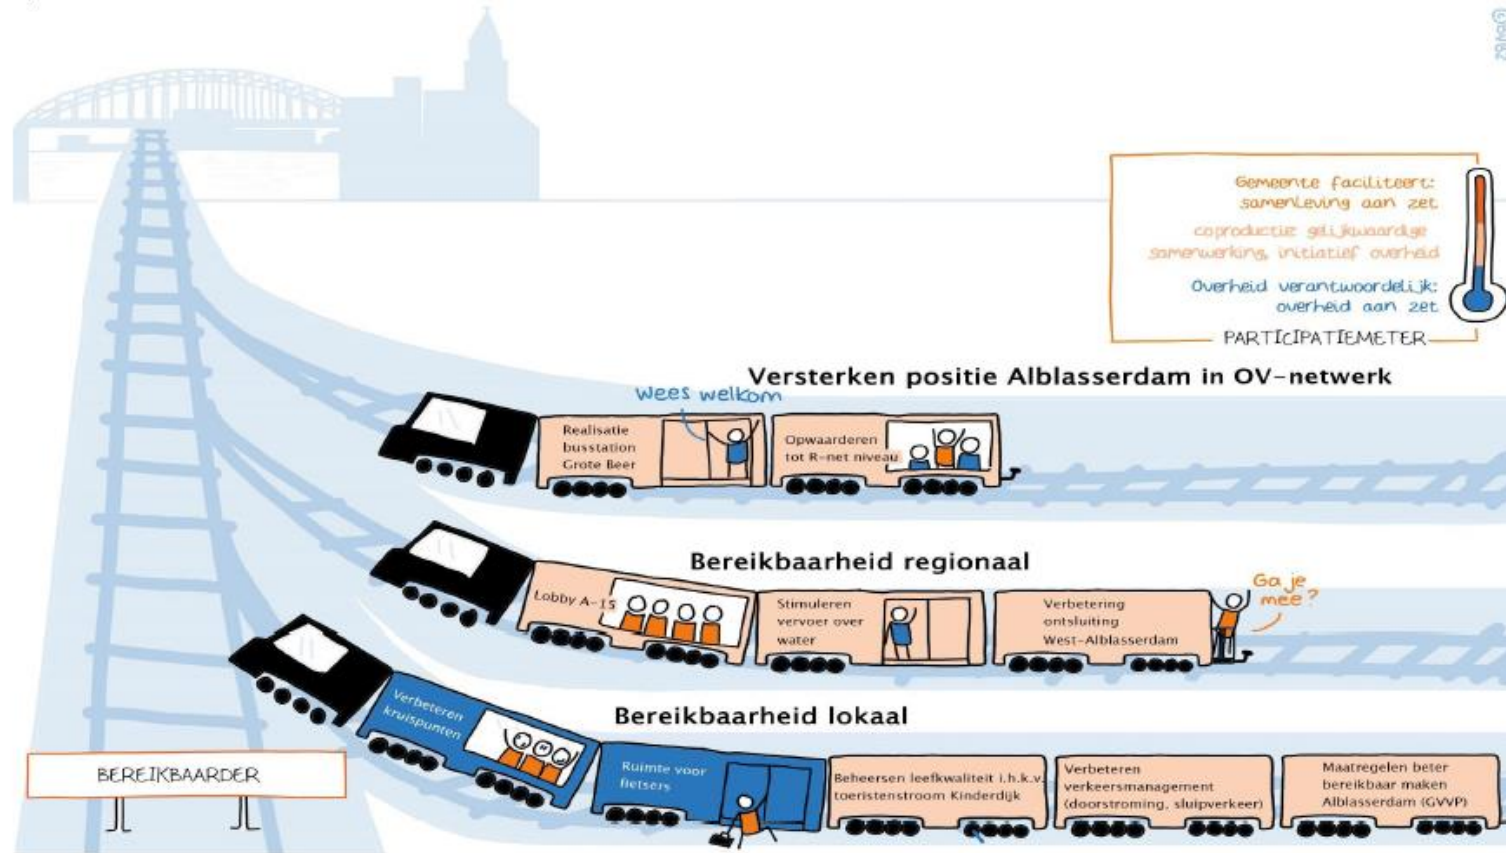 Gemeente faciliteert:
samenleving aan zet
coproductie gelijkwaardige
samenwerking, initiatief overheid
Overheid verantwoordelijk:
overheid aan zet
PARTICIPATIEMETER
Versterken positie Alblasserdam in OV-netwerk
Wees welkom
Realisatie
busstation
Grote Beer
Opwaarderen
tot R-net niveau
Bereikbaarheid regionaal
Ga je
mee?
Lobby A-15
Stimuleren
vervoer over
water
Verbetering
ontsluiting
West-Alblasserdam
Bereikbaarheid lokaal
Verbeteren
kruispunten
Ruimte voor
fietsers
Beheersen leefkwaliteit i.h.k.v.
toeristenstroom Kinderdijk
Verbeteren
verkeersmanagement
(doorstroming, sluipverkeer)
Maatregelen beter
bereikbaar maken
Alblasserdam (GVVP)
BEREIKBAARDER